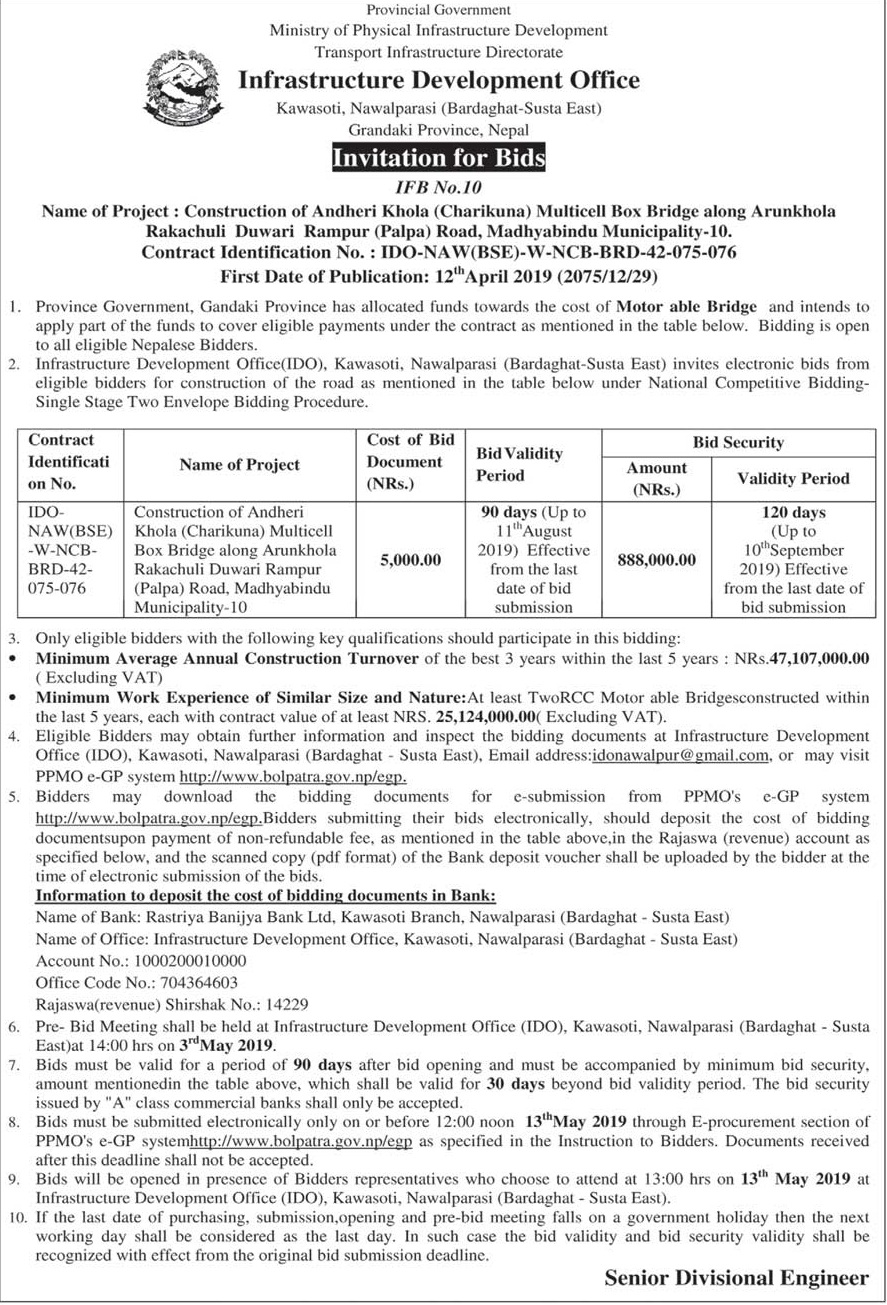 Provincial Government
Ministry of Physical Infrastructure Development
Transport Infrastructure Directorate
Infrastructure Development Office
Kawasoti, Nawalparasi (Bardaghat-Susta East)
Grandaki Province, Nepal
Invitation for Bids
IFB No.10
Name of Project : Construction of Andheri Khola (Charikuna) Multicell Box Bridge along Arunkhola
Rakachuli Duwari Rampur (Palpa) Road, Madhyabindu Municipality-10.
Contract Identification No. : IDO-NAW(BSE)-W-NCB-BRD-42-075-076
First Date of Publication: 12th April 2019 (2075/12/29)
1. Province Government, Gandaki Province has allocated funds towards the cost of Motor able Bridge and intends to
apply part of the funds to cover eligible payments under the contract as mentioned in the table below. Bidding is open
to all eligible Nepalese Bidders.
2. Infrastructure Development Office(IDO), Kawasoti, Nawalparasi (Bardaghat-Susta East) invites electronic bids from
eligible bidders for construction of the road as mentioned in the table below under National Competitive Bidding-
Single Stage Two Envelope Bidding Procedure.
Contract
Identificati
on No.
Name of Project
Cost of Bid
Document
(NRs.)
Bid Validity
Period
Bid Security
Amount
(NRs.)
Validity Period
IDO-
NAW(BSE)
-W-NCB-
BRD-42-
075-076
Construction of Andheri
Khola (Charikuna) Multicell
Box Bridge along Arunkhola
Rakachuli Duwari Rampur
(Palpa) Road, Madhyabindu
Municipality-10
5,000.00
90 days (Up to
11th August
2019) Effective
from the last
date of bid
submission
888,000.00
120 days
(Up to
10th September
2019) Effective
from the last date of
bid submission
3. Only eligible bidders with the following key qualifications should participate in this bidding:
• Minimum Average Annual Construction Turnover of the best 3 years within the last 5 years : NRs.47,107,000.00
( Excluding VAT)
• Minimum Work Experience of Similar Size and Nature:At least TwoRCC Motor able Bridgesconstructed within
the last 5 years, each with contract value of at least NRS. 25,124,000.00( Excluding VAT).
4. Eligible Bidders may obtain further information and inspect the bidding documents at Infrastructure Development
Office (IDO), Kawasoti, Nawalparasi (Bardaghat - Susta East), Email address:idonawalpur@gmail.com, or may visit
PPMO e-GP system http://www.bolpatra.gov.np/egp.
5. Bidders may download the bidding documents for e-submission from PPMO's e-GP system
http://www.bolpatra.gov.np/egp.Bidders submitting their bids electronically, should deposit the cost of bidding
documentsupon payment of non-refundable fee, as mentioned in the table above,in the Rajaswa (revenue) account as
specified below, and the scanned copy (pdf format) of the Bank deposit voucher shall be uploaded by the bidder at the
time of electronic submission of the bids.
Information to deposit the cost of bidding documents in Bank:
Name of Bank: Rastriya Banijya Bank Ltd, Kawasoti Branch, Nawalparasi (Bardaghat - Susta East)
Name of Office: Infrastructure Development Office, Kawasoti, Nawalparasi (Bardaghat - Susta East)
Account No.: 1000200010000
Office Code No.: 704364603
Rajaswa(revenue) Shirshak No.: 14229
6. Pre- Bid Meeting shall be held at Infrastructure Development Office (IDO), Kawasoti, Nawalparasi (Bardaghat - Susta
East)at 14:00 hrs on 3rd May 2019.
7. Bids must be valid for a period of 90 days after bid opening and must be accompanied by minimum bid security,
amount mentionedin the table above, which shall be valid for 30 days beyond bid validity period. The bid security
issued by "A" class commercial banks shall only be accepted.
8. Bids must be submitted electronically only on or before 12:00 noon 13th May 2019 through E-procurement section of
PPMO's e-GP systemhttp://www.bolpatra.gov.np/egp as specified in the Instruction to Bidders. Documents received
after this deadline shall not be accepted.
9. Bids will be opened in presence of Bidders representatives who choose to attend at 13:00 hrs on 13th May 2019 at
Infrastructure Development Office (IDO), Kawasoti, Nawalparasi (Bardaghat - Susta East).
10. If the last date of purchasing, submission,opening and pre-bid meeting falls on a government holiday then the next
working day shall be considered as the last day. In such case the bid validity and bid security validity shall be
recognized with effect from the original bid submission deadline.
Senior Divisional Engineer